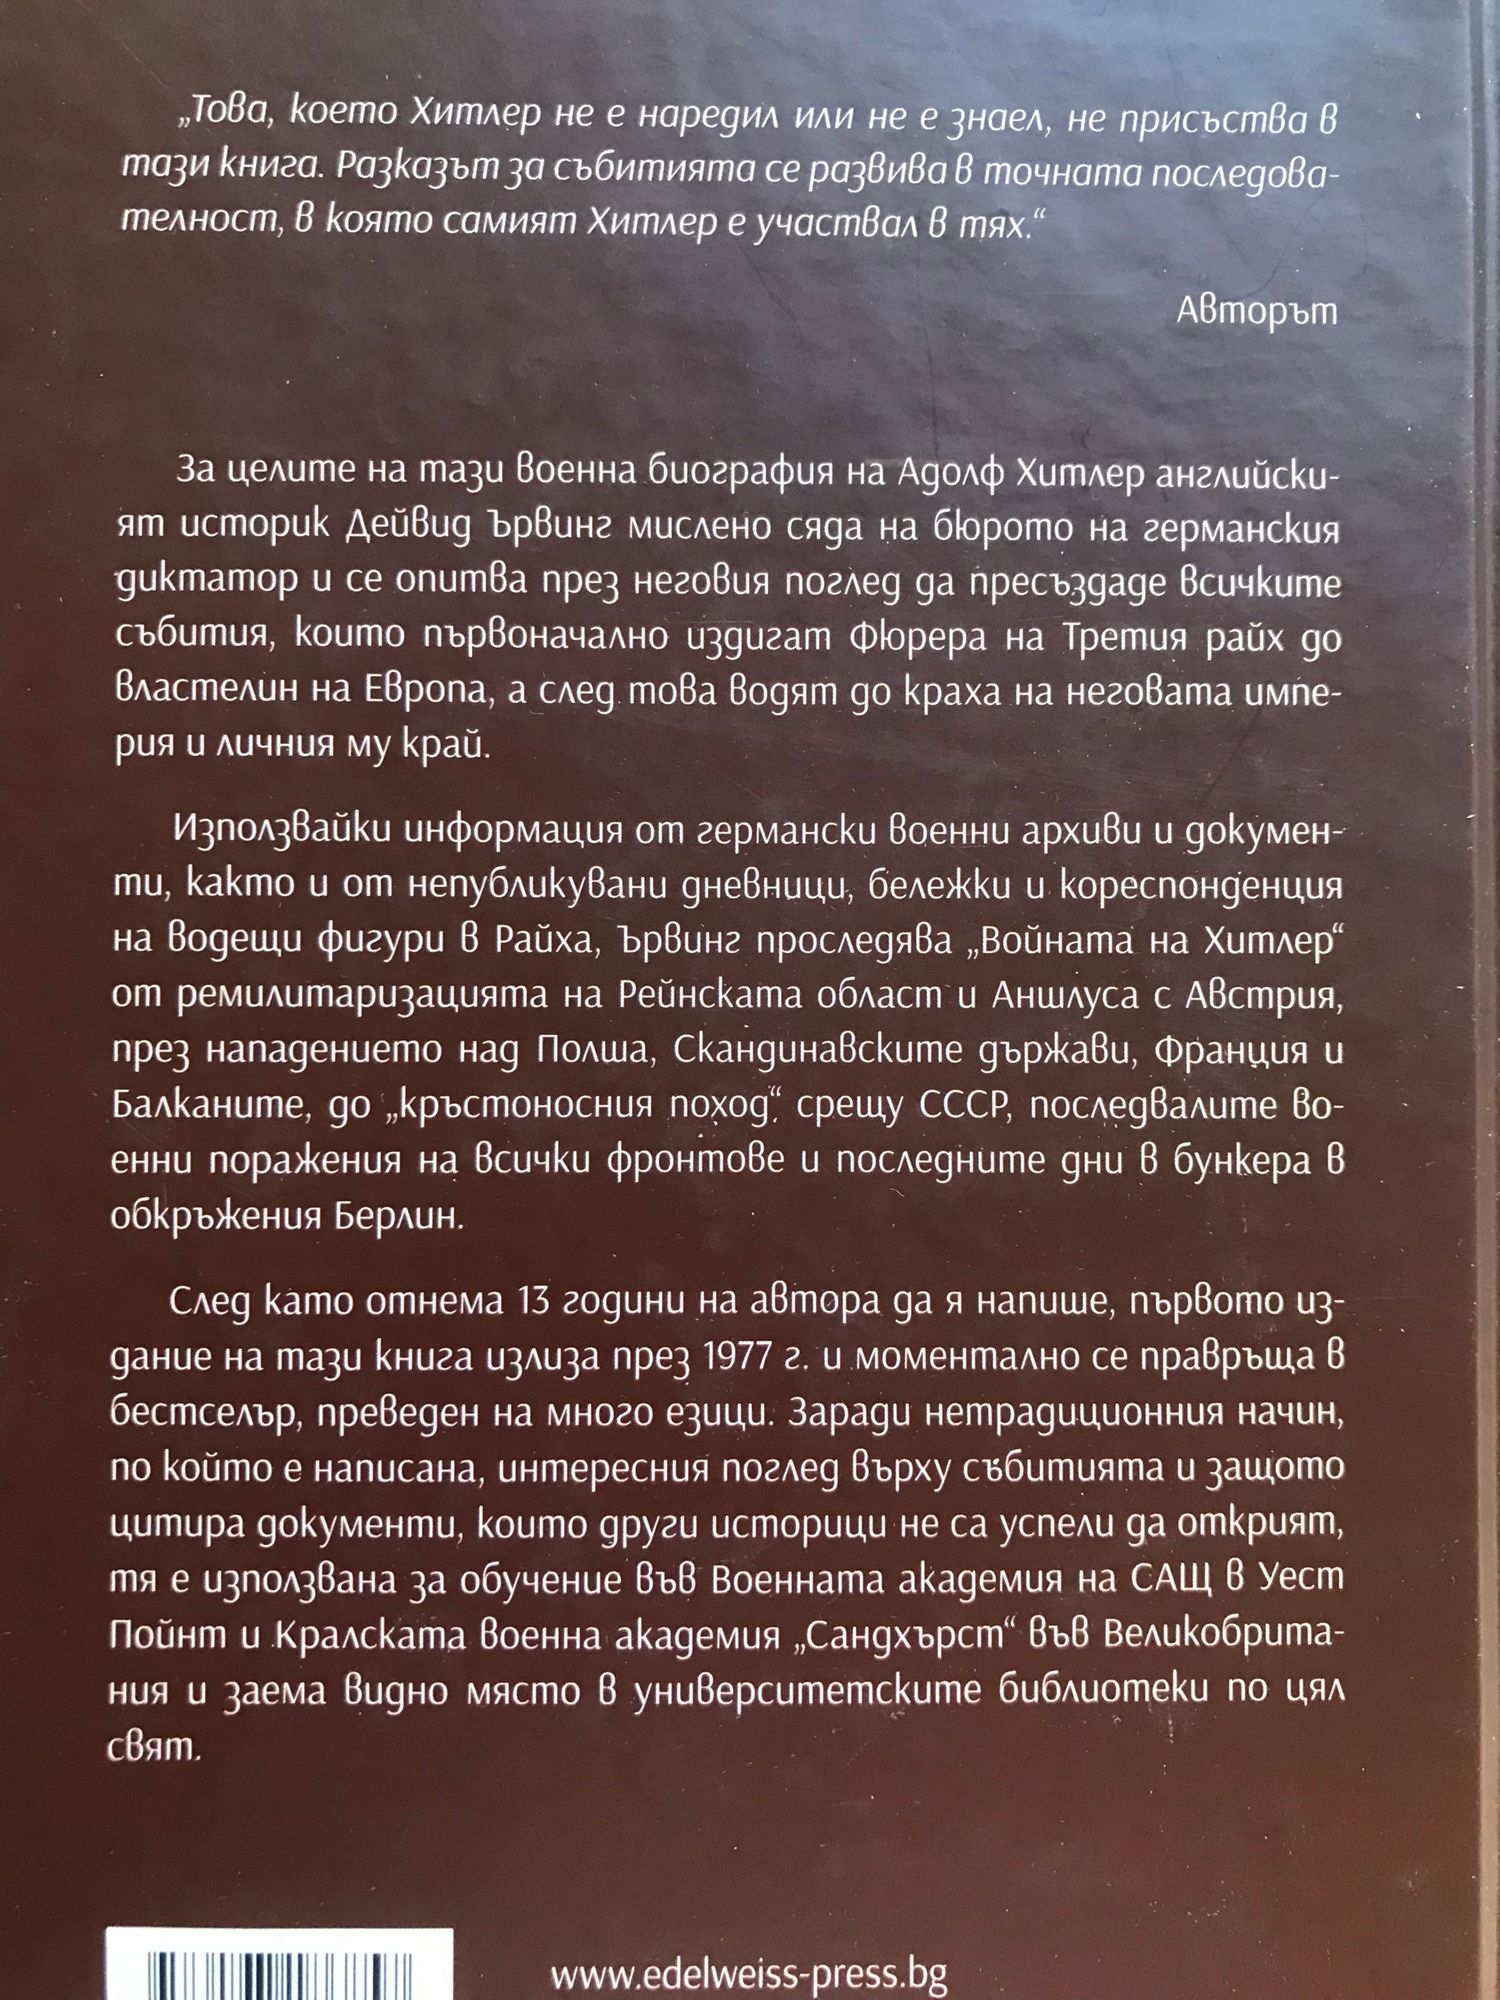 „Това, което Хитлер не е наредил или не е знаел, не присъства в
тази книга. Разказът за събитията се развива в точната последова-
телност, в която самият Хитлер е участвал в тях.“
Авторът
За целите на тази военна биография на Адолф Хитлер английски-
ят историк Дейвид Ървинг мислено сяда на бюрото на германския
диктатор и се опитва през неговия поглед да пресъздаде всичките
събития, които първоначално издигат Фюрера на Третия райх до
властелин на Европа, а след това водят до краха на неговата импе-
рия и личния му край.
Използвайки информация от германски военни архиви и докумен-
ти, както и от непубликувани дневници, бележки и кореспонденция
на водещи фигури в Райха, Ървинг проследява „Войната на Хитлер“
от ремилитаризацията на Рейнската област и Аншлуса с Австрия,
през нападението над Полша, Скандинавските държави, Франция и
Балканите, до „кръстоносния поход“ срещу СССР, последвалите во-
енни поражения на всички фронтове и последните дни в бункера в
обкръжения Берлин.
След като отнема 13 години на автора да я напише, първото из-
дание на тази книга излиза през 1977 г. и моментално се превръща в
бестселър, преведен на много езици. Заради нетрадиционния начин,
по който е написана, интересния поглед върху събитията и защото
цитира документи, които други историци не са успели да открият,
тя е използвана за обучение във Военната академия на САЩ в Уест
Пойнт и Кралската военна академия „Сандхърст“ във Великобрита-
ния и заема видно място в университетските библиотеки по цял
свят.
www.edelweiss-press.bg